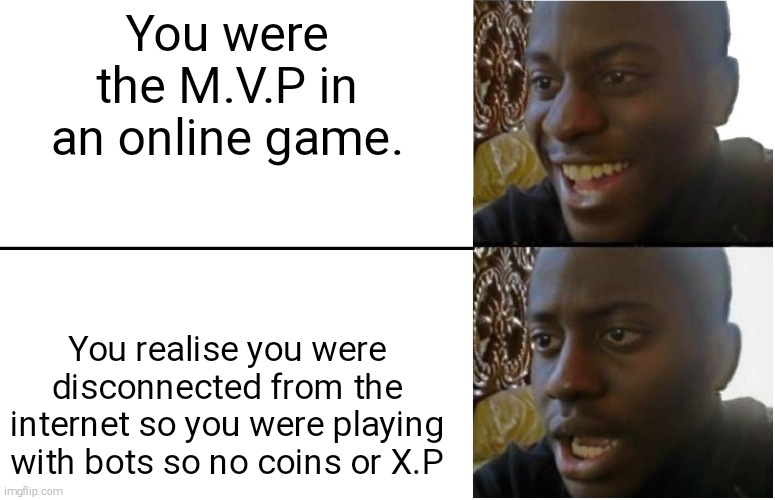 You were
the M.V.P in
an online game.
You realise you were
disconnected from the
internet so you were playing
with bots so no coins or X.P
imgflip.com